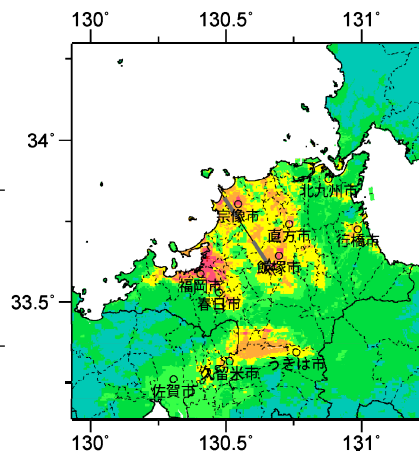 130° 130.5° 131°
34°
33.5°
北九州市
宗像市
直方市
行橋市
飯塚市
福岡市
春日市
うきは市
久留米市
佐賀市
130° 130.5° 131°